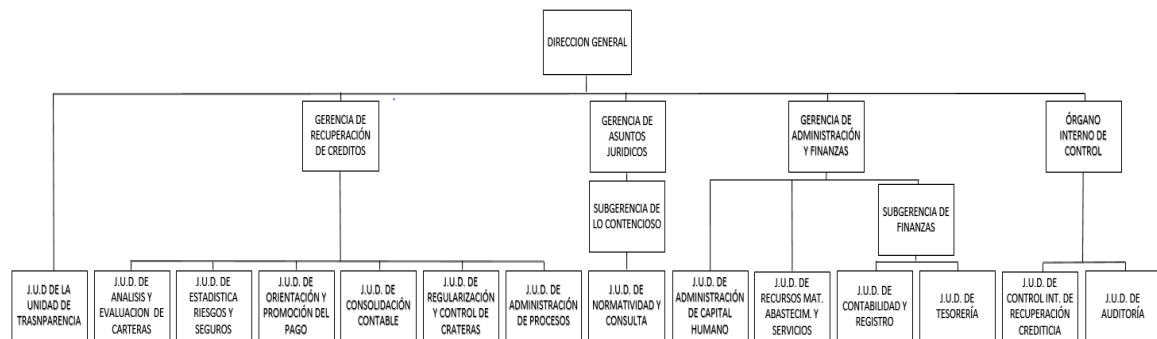 DIRECCION GENERAL
GERENCIA DE
RECUPERACIÓN
DE CREDITOS
GERENCIA DE
ASUNTOS
JURIDICOS
GERENCIA DE
ADMINISTRACIÓN
Y FINANZAS
ÓRGANO
INTERNO DE
CONTROL
SUBGERENCIA DE
LO CONTENCIOSO
SUBGERENCIA DE
FINANZAS
J.U.D DE LA
UNIDAD DE
TRASNPARENCIA
J.U.D. DE
ANALISIS Y
EVALUACION DE
CARTERAS
J.U.D. DE
ESTADISTICA
RIESGOS Y
SEGUROS
J.U.D. DE
ORIENTACIÓN Y
PROMOCIÓN DEL
PAGO
J.U.D. DE
CONSOLIDACIÓN
CONTABLE
J.U.D. DE
REGULARIZACIÓN
Y CONTROL DE
CRATERAS
J.U.D. DE
ADMINISTRACIÓN
DE PROCESOS
J.U.D. DE
NORMATIVIDAD Y
CONSULTA
J.U.D. DE
ADMINISTRACIÓN
DE CAPITAL
HUMANO
J.U.D. DE
RECURSOS MAT.
ABASTECIM. Y
SERVICIOS
J.U.D. DE
CONTABILIDAD Y
REGISTRO
J.U.D. DE
TESORERÍA
J.U.D. DE
CONTROL INT. DE
RECUPERACIÓN
CREDITICIA
J.U.D. DE
AUDITORÍA